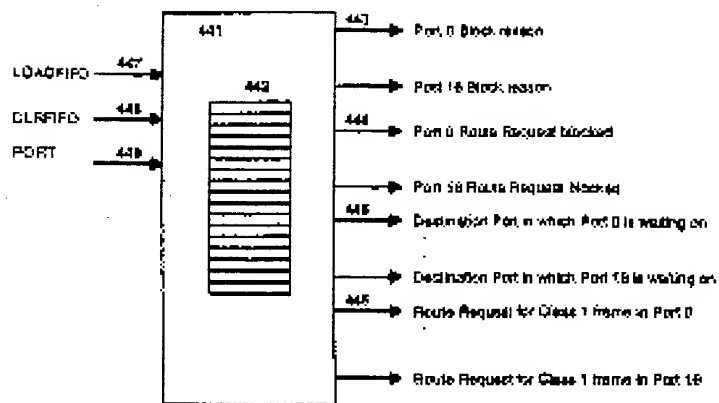 441
442
LOADFIFO 447
CLRFIFO 448
PORT 449
443 Port 0 Block reason
Port 16 Block reason
444 Port 0 Route Request blocked
Port 16 Route Request blocked
Destination Port in which Port 0 is waiting on
Destination Port in which Port 16 is waiting on
Route Request for Class 1 frame in Port 0
Route Request for Class 1 frame in Port 16